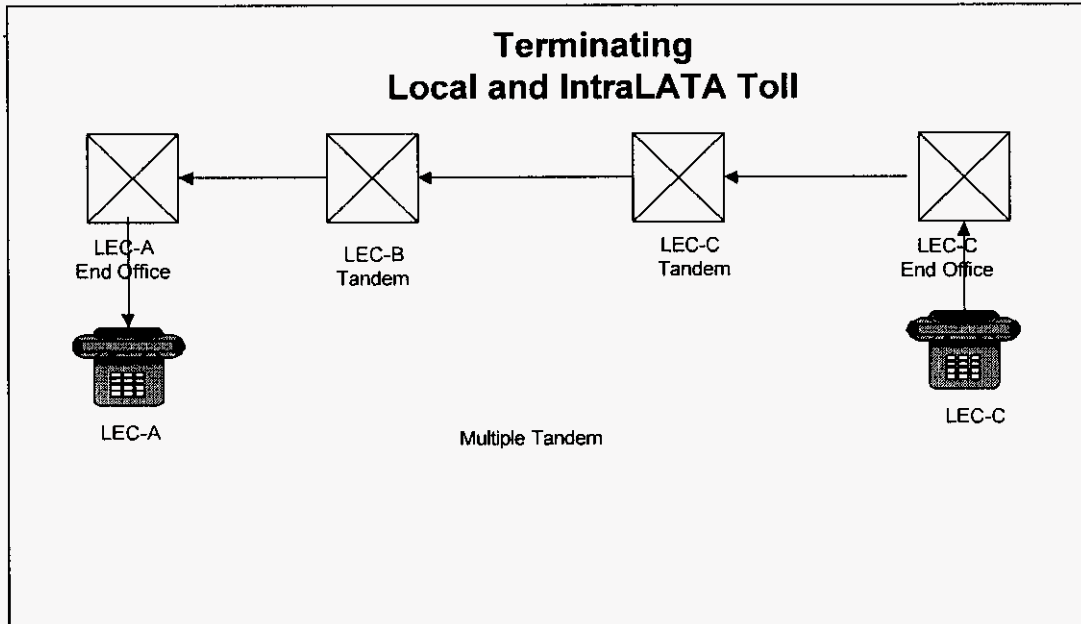 Terminating
Local and IntraLATA Toll
LEC-A
End Office
LEC-B
Tandem
LEC-C
Tandem
LEC-C
End Office
LEC-A
Multiple Tandem
LEC-C